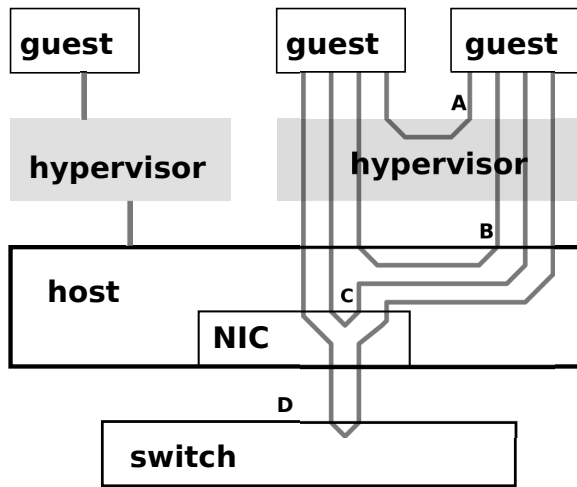 guest
guest
guest
A
hypervisor
hypervisor
B
host
C
NIC
D
switch